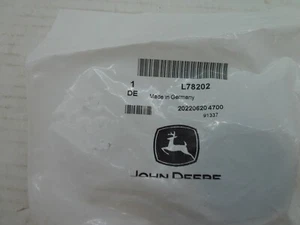 1 L78202
DE Made in Germany
20220620 4700
91337
JOHN DEERE